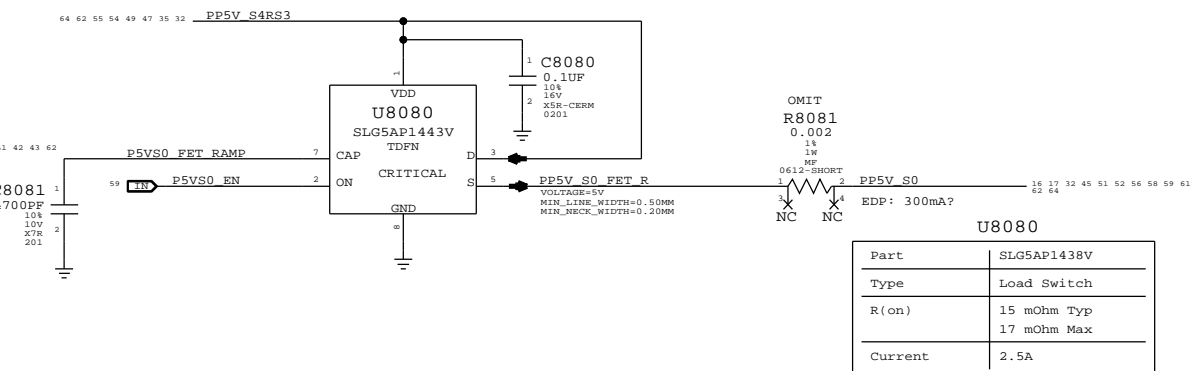 64 62 55 54 49 47 35 32 PP5V_S4RS3
1
C8080
0.1UF
10%
16V
2
X5R-CERM
0201
1
VDD
U8080
SLG5AP1443V
TDFN
CRITICAL
7 CAP
2 ON
D 3
S 5
GND
8
42 43 62
P5VS0_FET_RAMP
59 IN P5VS0_EN
8081 1
700PF
10%
10V
X7R
201
2
PP5V_S0_FET_R
VOLTAGE=5V
MIN_LINE_WIDTH=0.50MM
MIN_NECK_WIDTH=0.20MM
OMIT
R8081
0.002
1%
1W
MF
0612-SHORT
1 2
3 4
NC NC
PP5V_S0
EDP: 300mA?
16 17 32 45 51 52 56 58 59 61
62 64
U8080
Part SLG5AP1438V
Type Load Switch
R(on) 15 mOhm Typ
17 mOhm Max
Current 2.5A